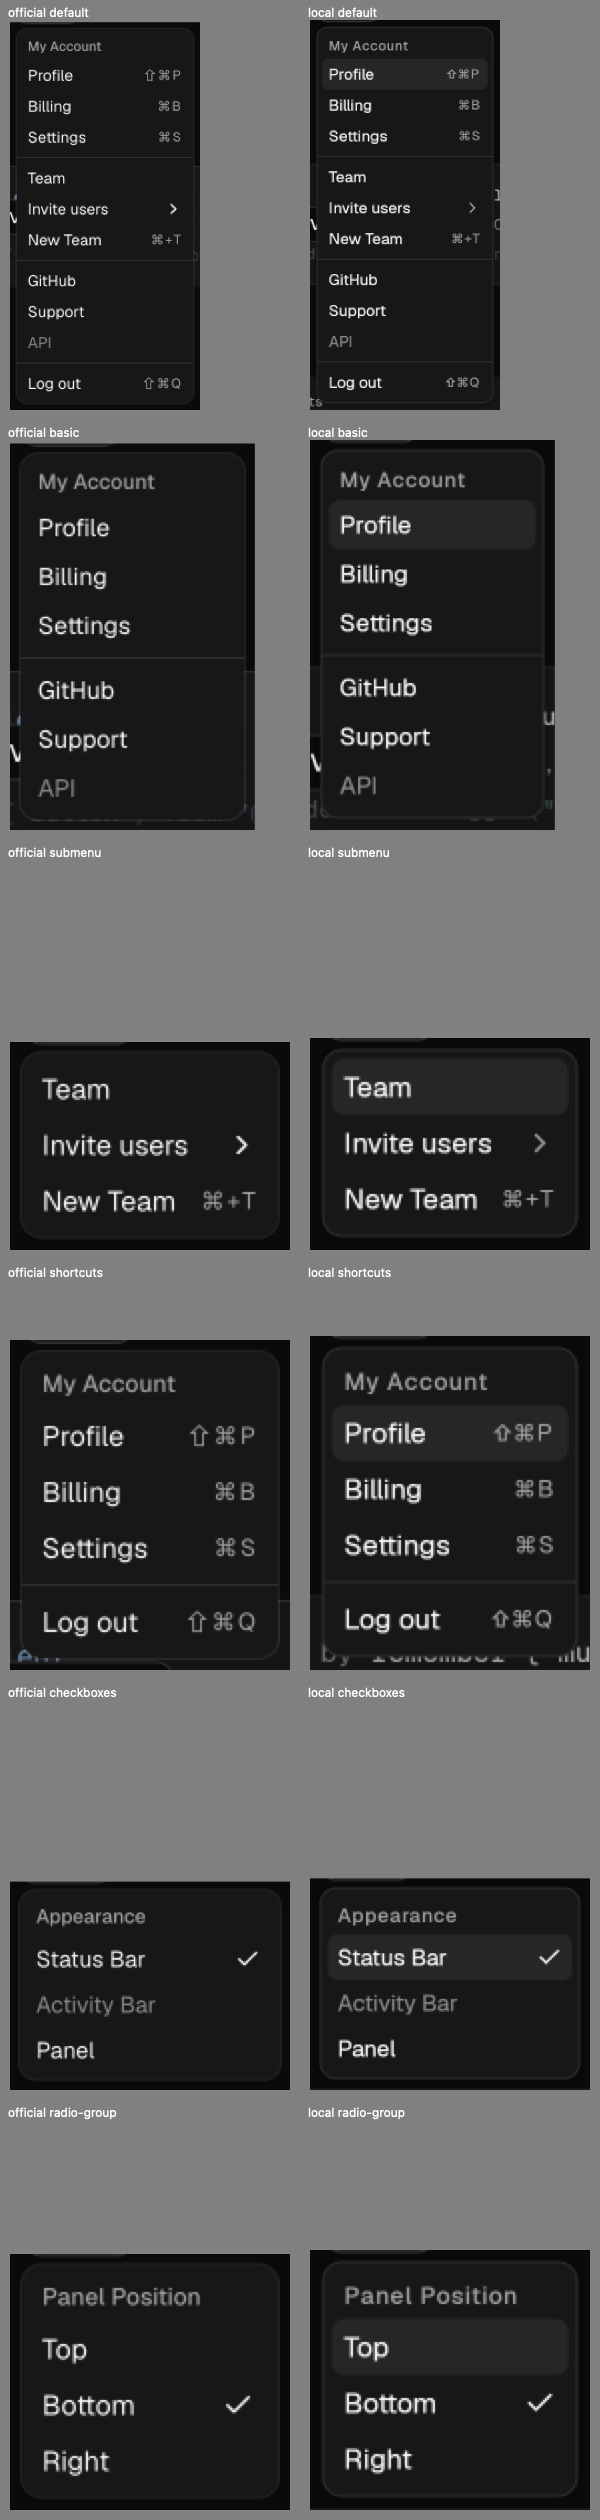 official default
local default
My Account
Profile ⇧⌘P
Billing ⌘B
Settings ⌘S
Team
Invite users
New Team ⌘+T
GitHub
Support
API
Log out ⇧⌘Q
My Account
Profile ⇧⌘P
Billing ⌘B
Settings ⌘S
Team
Invite users
New Team ⌘+T
GitHub
Support
API
Log out ⇧⌘Q
ts
official basic
local basic
My Account
Profile
Billing
Settings
GitHub
Support
API
My Account
Profile
Billing
Settings
GitHub
Support
API
official submenu
local submenu
Team
Invite users
New Team ⌘+T
Team
Invite users
New Team ⌘+T
official shortcuts
local shortcuts
My Account
Profile ⇧⌘P
Billing ⌘B
Settings ⌘S
Log out ⇧⌘Q
My Account
Profile ⇧⌘P
Billing ⌘B
Settings ⌘S
Log out ⇧⌘Q
by
official checkboxes
local checkboxes
Appearance
Status Bar
Activity Bar
Panel
Appearance
Status Bar
Activity Bar
Panel
official radio-group
local radio-group
Panel Position
Top
Bottom
Right
Panel Position
Top
Bottom
Right